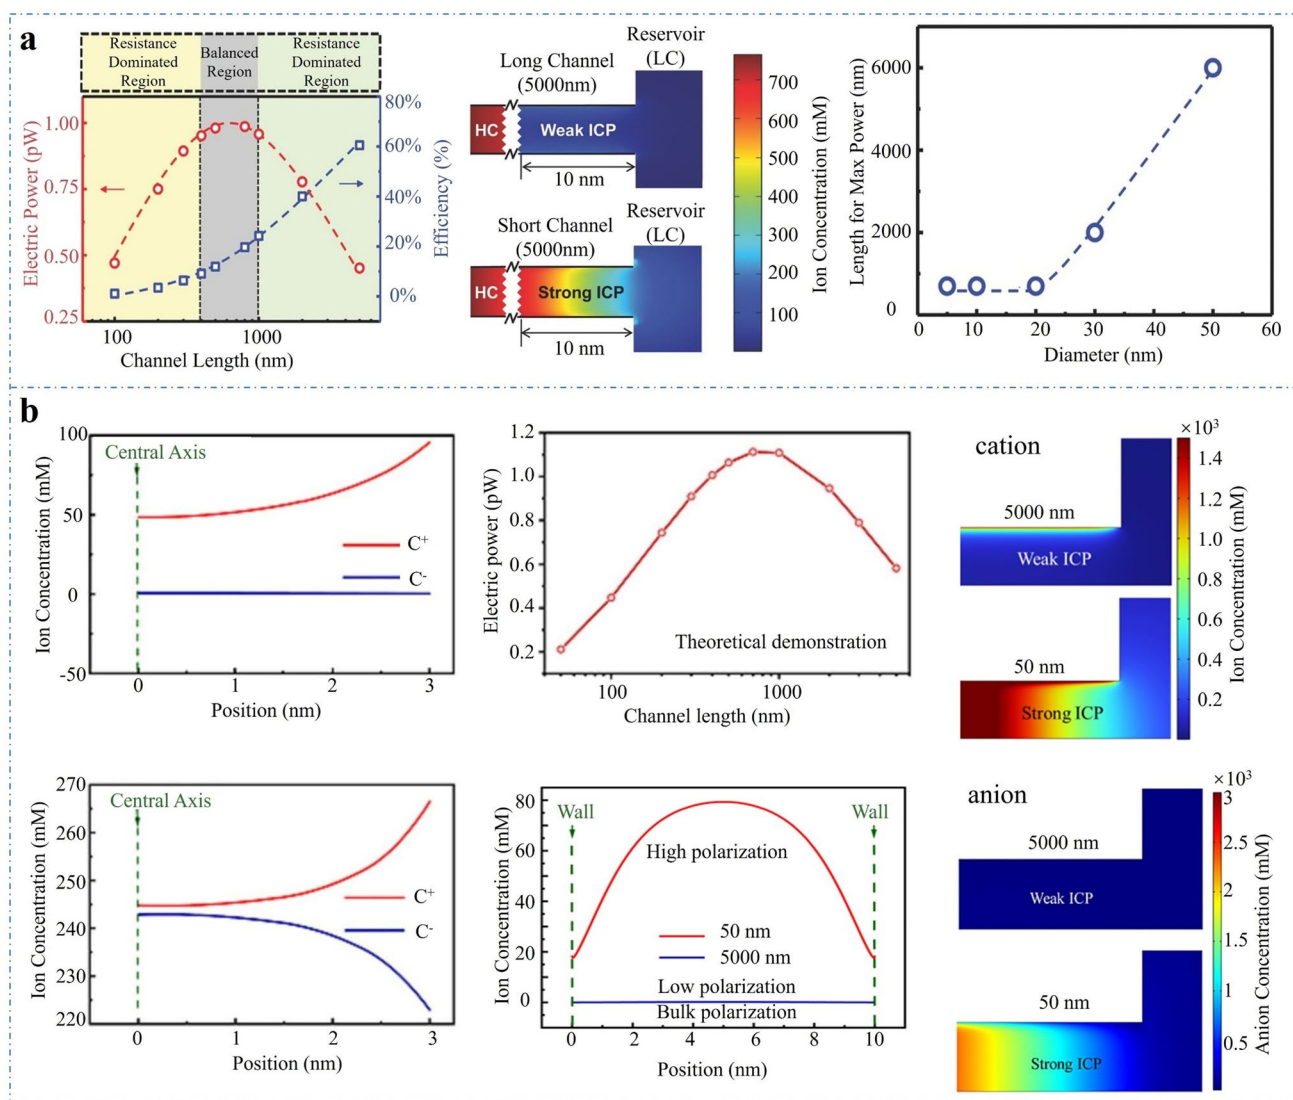 a
Resistance
Dominated
Region
Balanced
Region
Resistance
Dominated
Region
Electric Power (pW)
1.00
0.75
0.50
0.25
80%
60%
40%
20%
0%
Efficiency (%)
100
1000
Channel Length (nm)
Long Channel
(5000nm)
Reservoir
(LC)
HC
Weak ICP
10 nm
Short Channel
(5000nm)
Reservoir
(LC)
HC
Strong ICP
10 nm
700
600
500
400
300
200
100
Ion Concentration (mM)
Length for Max Power (nm)
6000
4000
2000
0
0
10
20
30
40
50
60
Diameter (nm)
b
Ion Concentration (mM)
100
50
0
-50
Central Axis
C+
C-
0
1
2
3
Position (nm)
Electric power (pW)
1.2
1.0
0.8
0.6
0.4
0.2
Theoretical demonstration
100
1000
Channel length (nm)
cation
5000 nm
Weak ICP
50 nm
Strong ICP
×10³
1.4
1.2
1.0
0.8
0.6
0.4
0.2
Ion Concentration (mM)
Ion Concentration (mM)
270
260
250
240
230
220
Central Axis
C+
C-
0
1
2
3
Position (nm)
Ion Concentration (mM)
80
60
40
20
0
Wall
Wall
High polarization
50 nm
5000 nm
Low polarization
Bulk polarization
0
2
4
6
8
10
Position (nm)
anion
5000 nm
Weak ICP
50 nm
Strong ICP
×10³
3
2.5
2
1.5
1
0.5
Anion Concentration (mM)